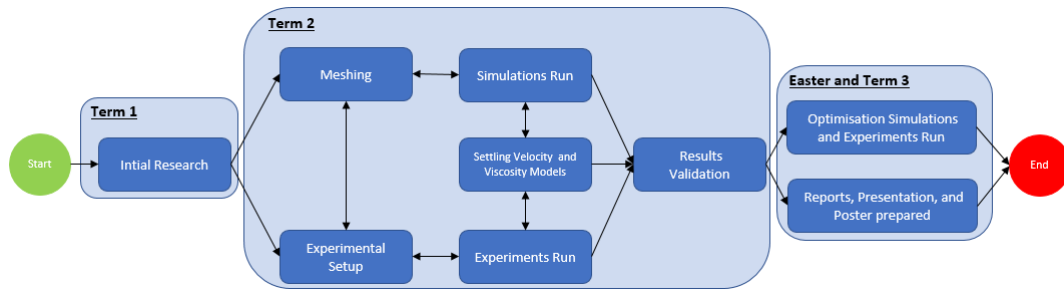 Term 2
Meshing
Simulations Run
Easter and Term 3
Term 1
Optimisation Simulations
and Experiments Run
Start
Intial Research
Settling Velocity and
Viscosity Models
Results
Validation
End
Reports, Presentation, and
Poster prepared
Experimental
Setup
Experiments Run